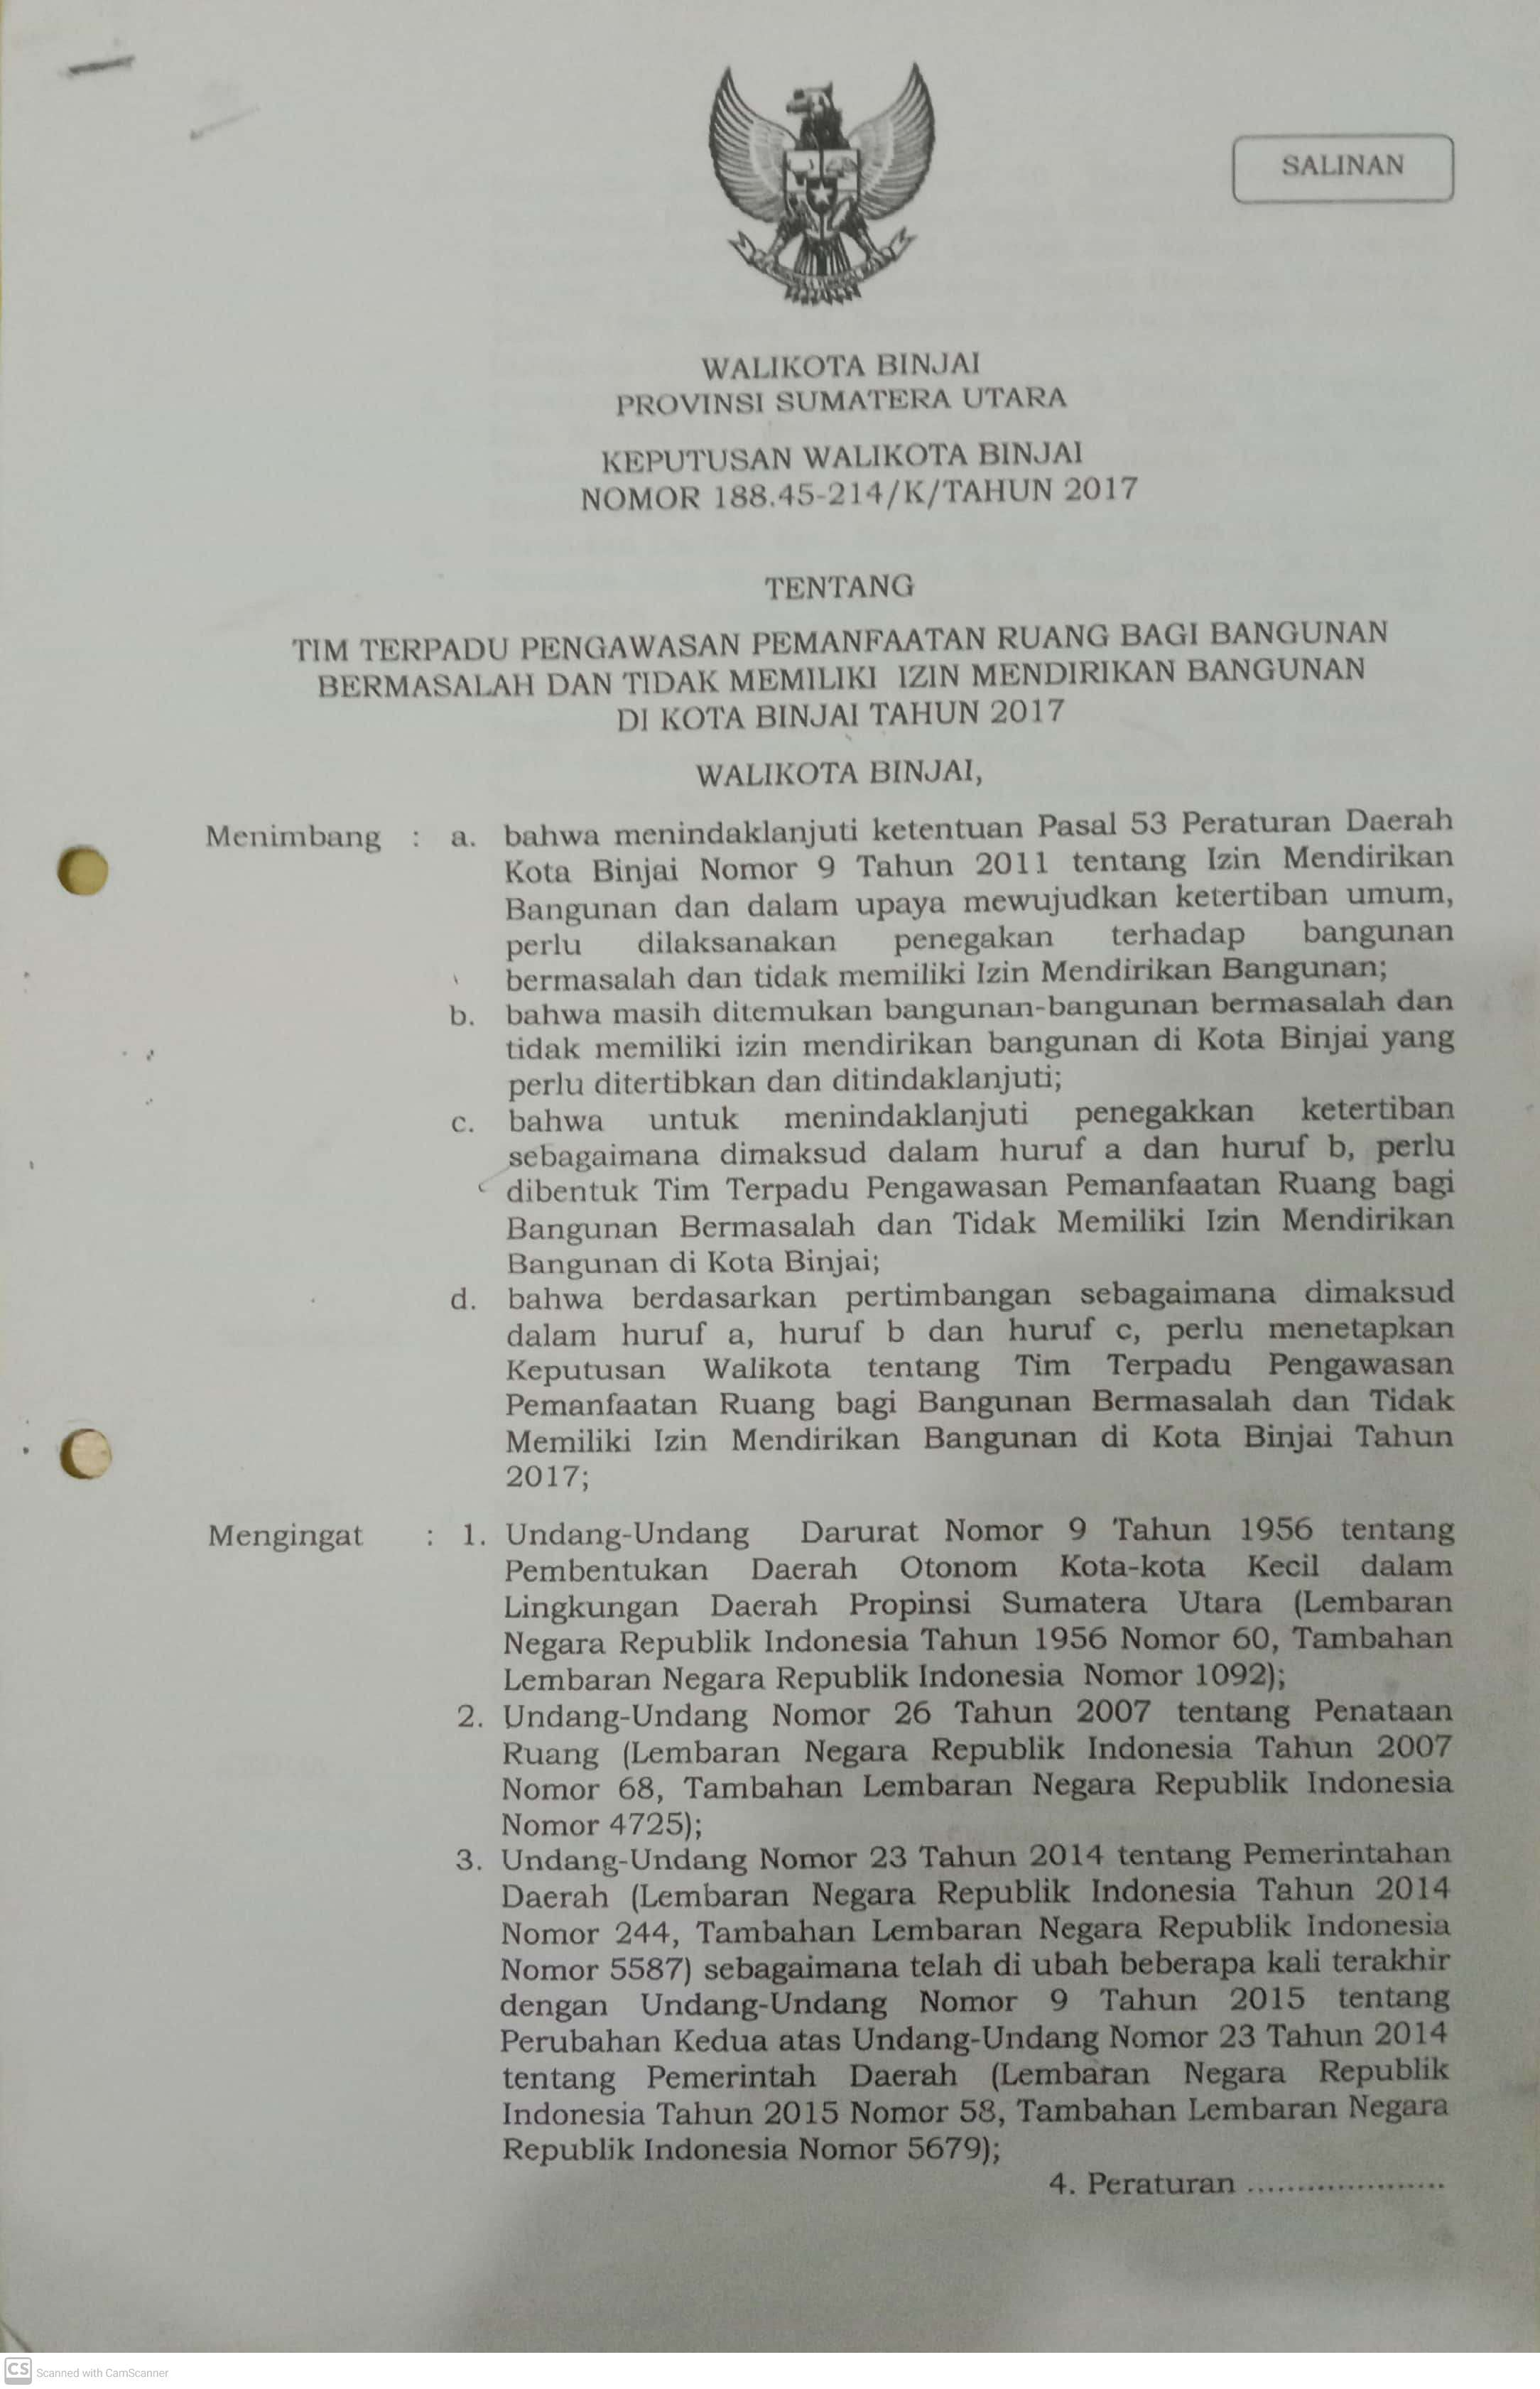 SALINAN
WALIKOTA BINJAI
PROVINSI SUMATERA UTARA
KEPUTUSAN WALIKOTA BINJAI
NOMOR 188.45-214/K/TAHUN 2017
TENTANG
TIM TERPADU PENGAWASAN PEMANFAATAN RUANG BAGI BANGUNAN
BERMASALAH DAN TIDAK MEMILIKI IZIN MENDIRIKAN BANGUNAN
DI KOTA BINJAI TAHUN 2017
WALIKOTA BINJAI,
Menimbang : a. bahwa menindaklanjuti ketentuan Pasal 53 Peraturan Daerah
Kota Binjai Nomor 9 Tahun 2011 tentang Izin Mendirikan
Bangunan dan dalam upaya mewujudkan ketertiban umum,
perlu dilaksanakan penegakan terhadap bangunan
bermasalah dan tidak memiliki Izin Mendirikan Bangunan;
b. bahwa masih ditemukan bangunan-bangunan bermasalah dan
tidak memiliki izin mendirikan bangunan di Kota Binjai yang
perlu ditertibkan dan ditindaklanjuti;
c. bahwa untuk menindaklanjuti penegakkan ketertiban
sebagaimana dimaksud dalam huruf a dan huruf b, perlu
dibentuk Tim Terpadu Pengawasan Pemanfaatan Ruang bagi
Bangunan Bermasalah dan Tidak Memiliki Izin Mendirikan
Bangunan di Kota Binjai;
d. bahwa berdasarkan pertimbangan sebagaimana dimaksud
dalam huruf a, huruf b dan huruf c, perlu menetapkan
Keputusan Walikota tentang Tim Terpadu Pengawasan
Pemanfaatan Ruang bagi Bangunan Bermasalah dan Tidak
Memiliki Izin Mendirikan Bangunan di Kota Binjai Tahun
2017;
Mengingat : 1. Undang-Undang Darurat Nomor 9 Tahun 1956 tentang
Pembentukan Daerah Otonom Kota-kota Kecil dalam
Lingkungan Daerah Propinsi Sumatera Utara (Lembaran
Negara Republik Indonesia Tahun 1956 Nomor 60, Tambahan
Lembaran Negara Republik Indonesia Nomor 1092);
2. Undang-Undang Nomor 26 Tahun 2007 tentang Penataan
Ruang (Lembaran Negara Republik Indonesia Tahun 2007
Nomor 68, Tambahan Lembaran Negara Republik Indonesia
Nomor 4725);
3. Undang-Undang Nomor 23 Tahun 2014 tentang Pemerintahan
Daerah (Lembaran Negara Republik Indonesia Tahun 2014
Nomor 244, Tambahan Lembaran Negara Republik Indonesia
Nomor 5587) sebagaimana telah di ubah beberapa kali terakhir
dengan Undang-Undang Nomor 9 Tahun 2015 tentang
Perubahan Kedua atas Undang-Undang Nomor 23 Tahun 2014
tentang Pemerintah Daerah (Lembaran Negara Republik
Indonesia Tahun 2015 Nomor 58, Tambahan Lembaran Negara
Republik Indonesia Nomor 5679);
4. Peraturan .....................
CS Scanned with CamScanner